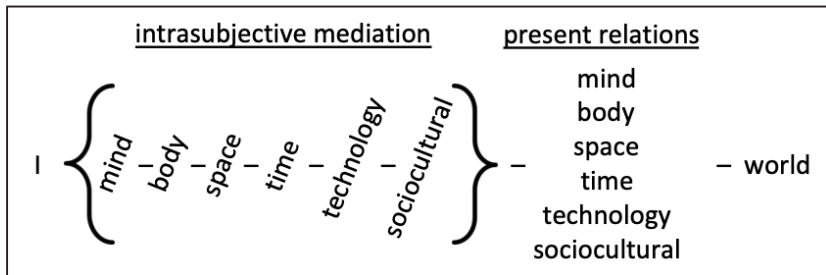 intrasubjective mediation
present relations
I { mind – body – space – time – technology – sociocultural } –
mind
body
space
time
technology
sociocultural
– world